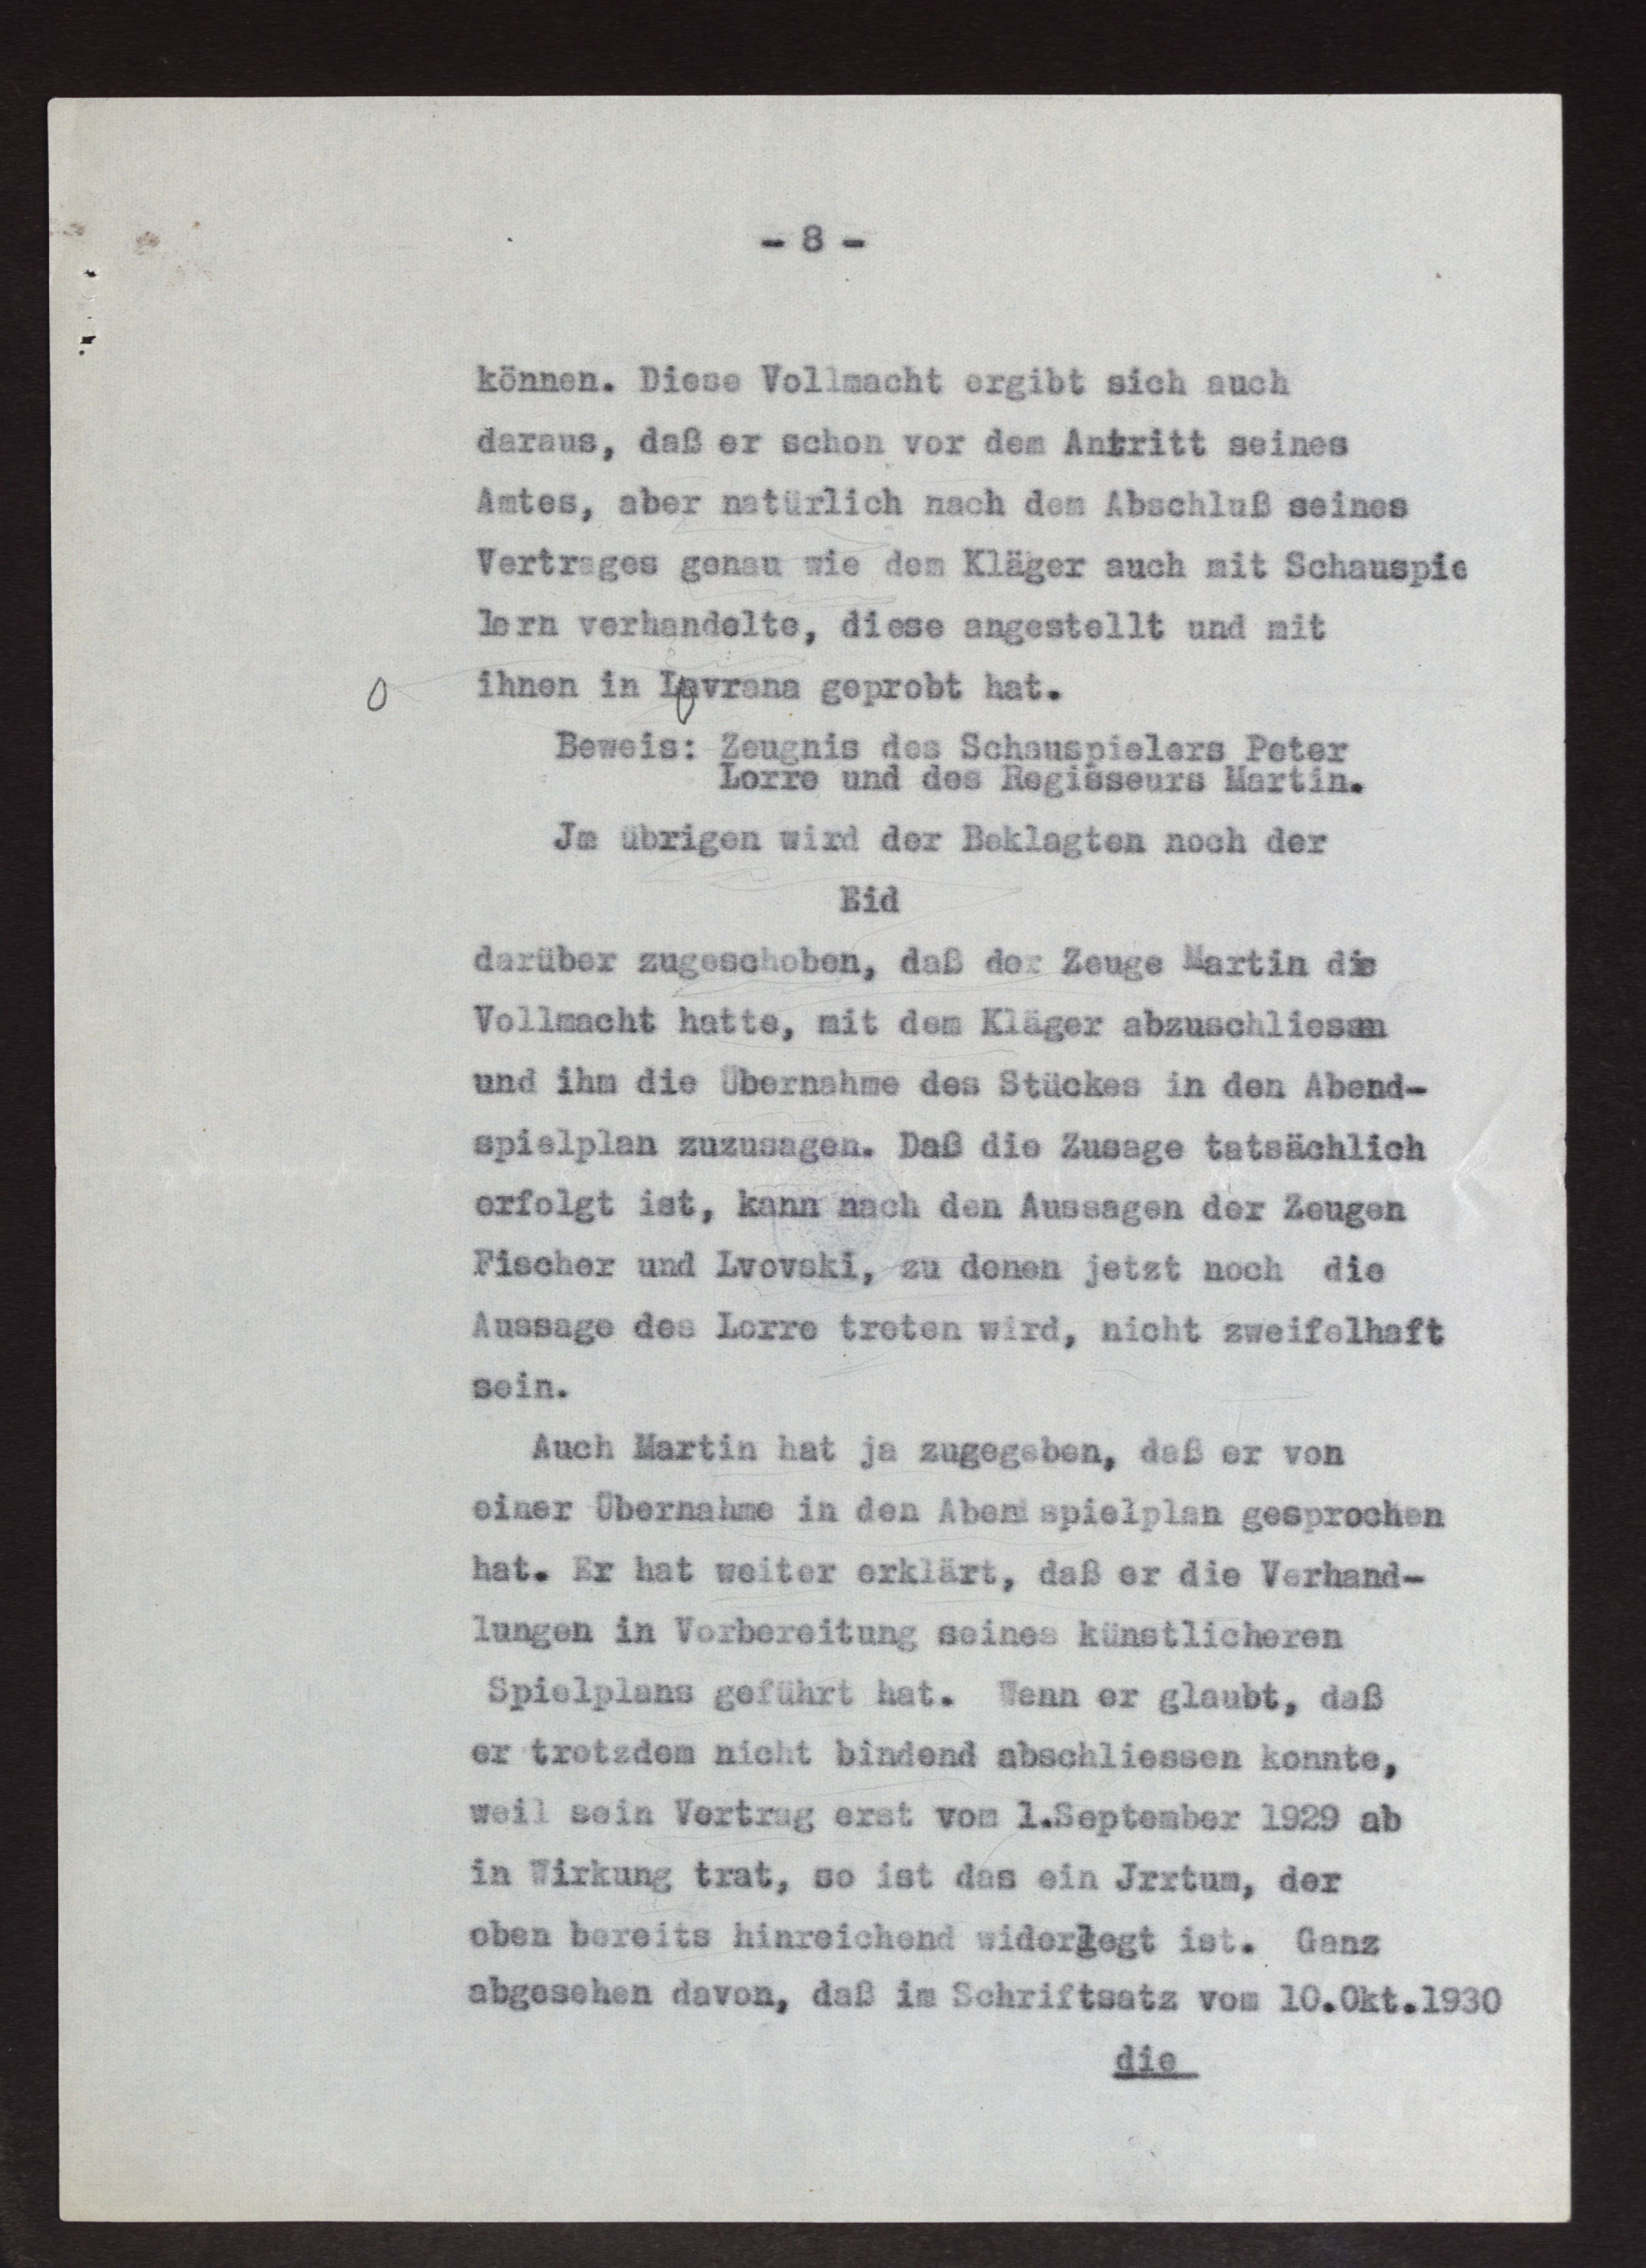 - 8 -
können. Diese Vollmacht ergibt sich auch
daraus, daß er schon vor dem Antritt seines
Amtes, aber natürlich nach dem Abschluß seines
Vertrages genau wie dem Kläger auch mit Schauspie
lern verhandelte, diese angestellt und mit
o ihnen in Lovrana geprobt hat.
Beweis: Zeugnis des Schauspielers Peter
Lorre und des Regisseurs Martin.
Jm übrigen wird der Beklagten noch der
Eid
darüber zugeschoben, daß der Zeuge Martin die
Vollmacht hatte, mit dem Kläger abzuschliessen
und ihm die Übernahme des Stückes in den Abend-
spielplan zuzusagen. Daß die Zusage tatsächlich
erfolgt ist, kann nach den Aussagen der Zeugen
Fischer und Lvovski, zu denen jetzt noch die
Aussage des Lorre treten wird, nicht zweifelhaft
sein.
Auch Martin hat ja zugegeben, daß er von
einer Übernahme in den Abendspielplan gesprochen
hat. Er hat weiter erklärt, daß er die Verhand-
lungen in Vorbereitung seines künstlicheren
Spielplans geführt hat. Wenn er glaubt, daß
er trotzdem nicht bindend abschliessen konnte,
weil sein Vertrag erst vom 1.September 1929 ab
in Wirkung trat, so ist das ein Jrrtum, der
oben bereits hinreichend widerlegt ist. Ganz
abgesehen davon, daß im Schriftsatz vom 10.Okt.1930
die